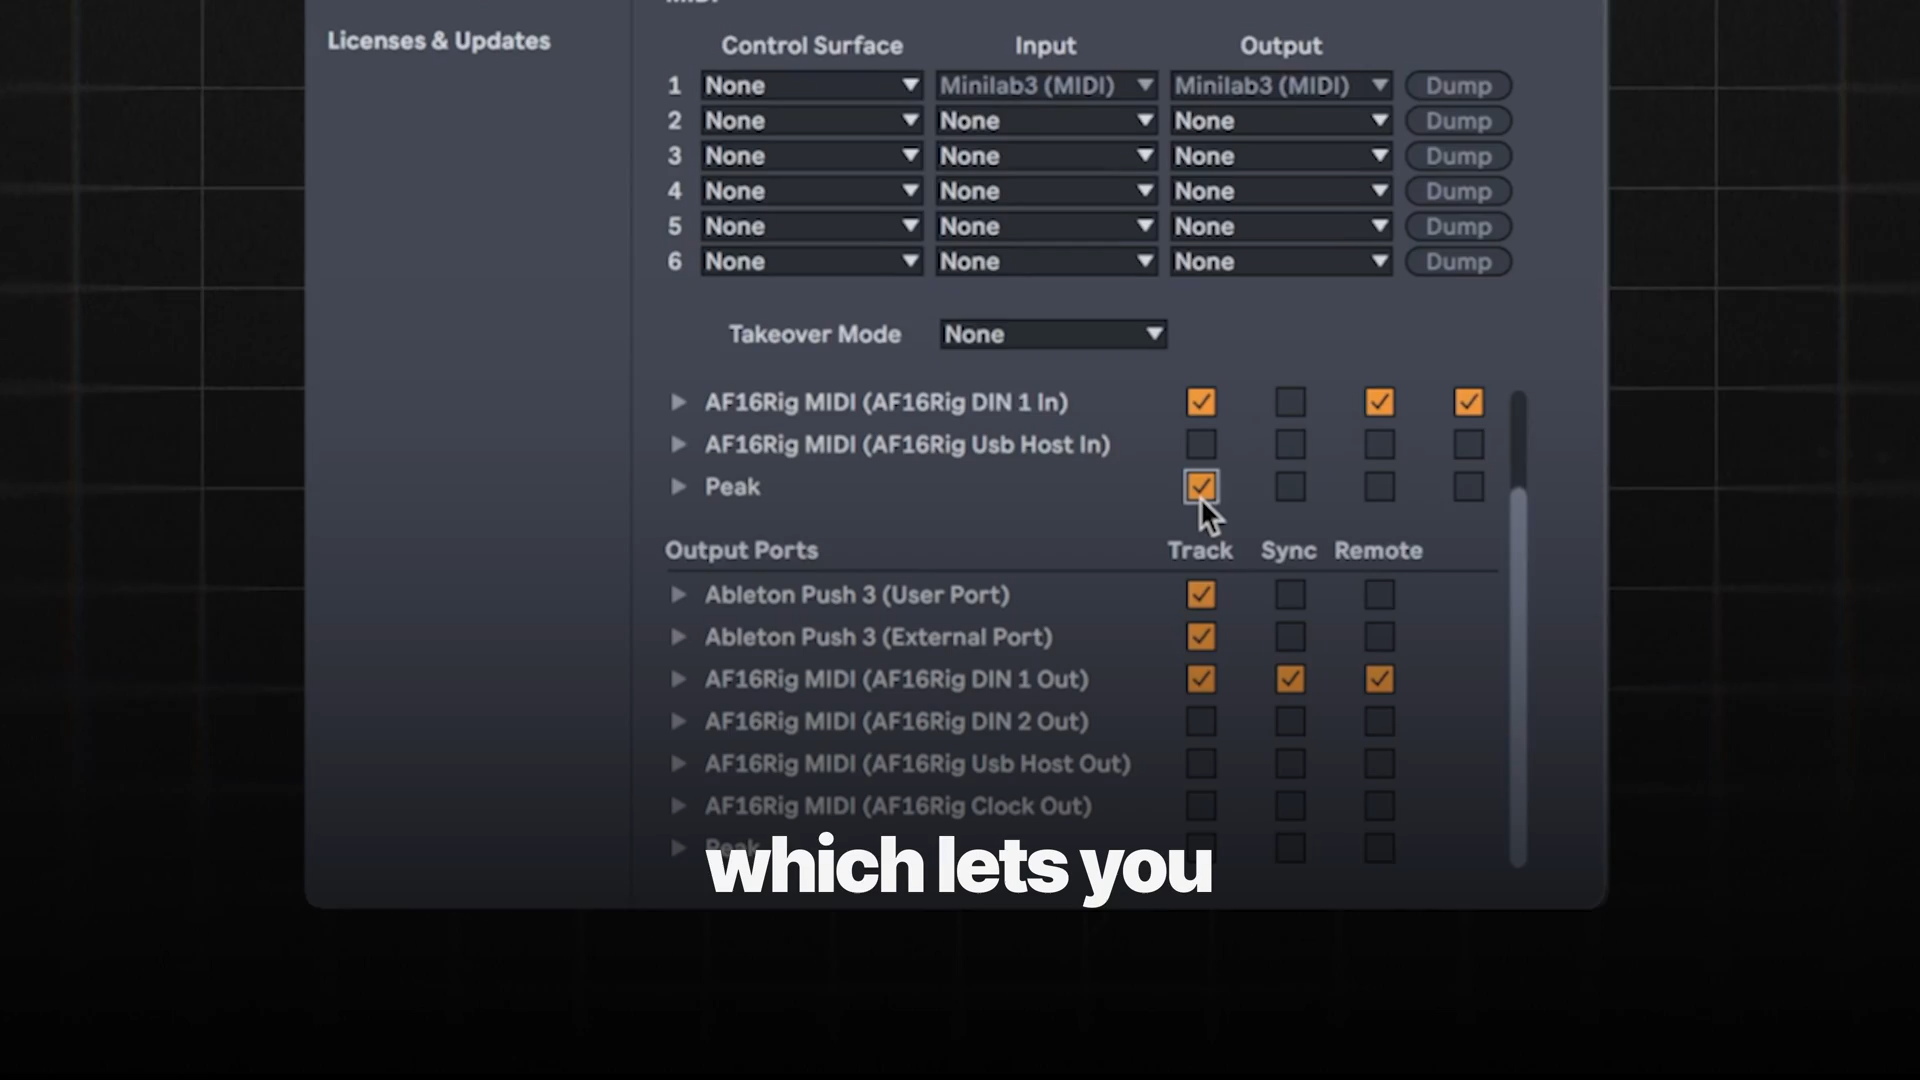 MIDI
Licenses & Updates
Control Surface Input Output
1 None Minilab3 (MIDI) Minilab3 (MIDI) Dump
2 None None None Dump
3 None None None Dump
4 None None None Dump
5 None None None Dump
6 None None None Dump
Takeover Mode None
AF16Rig MIDI (AF16Rig DIN 1 In)
AF16Rig MIDI (AF16Rig Usb Host In)
Peak
Output Ports Track Sync Remote
Ableton Push 3 (User Port)
Ableton Push 3 (External Port)
AF16Rig MIDI (AF16Rig DIN 1 Out)
AF16Rig MIDI (AF16Rig DIN 2 Out)
AF16Rig MIDI (AF16Rig Usb Host Out)
AF16Rig MIDI (AF16Rig Clock Out)
Peak
which lets you